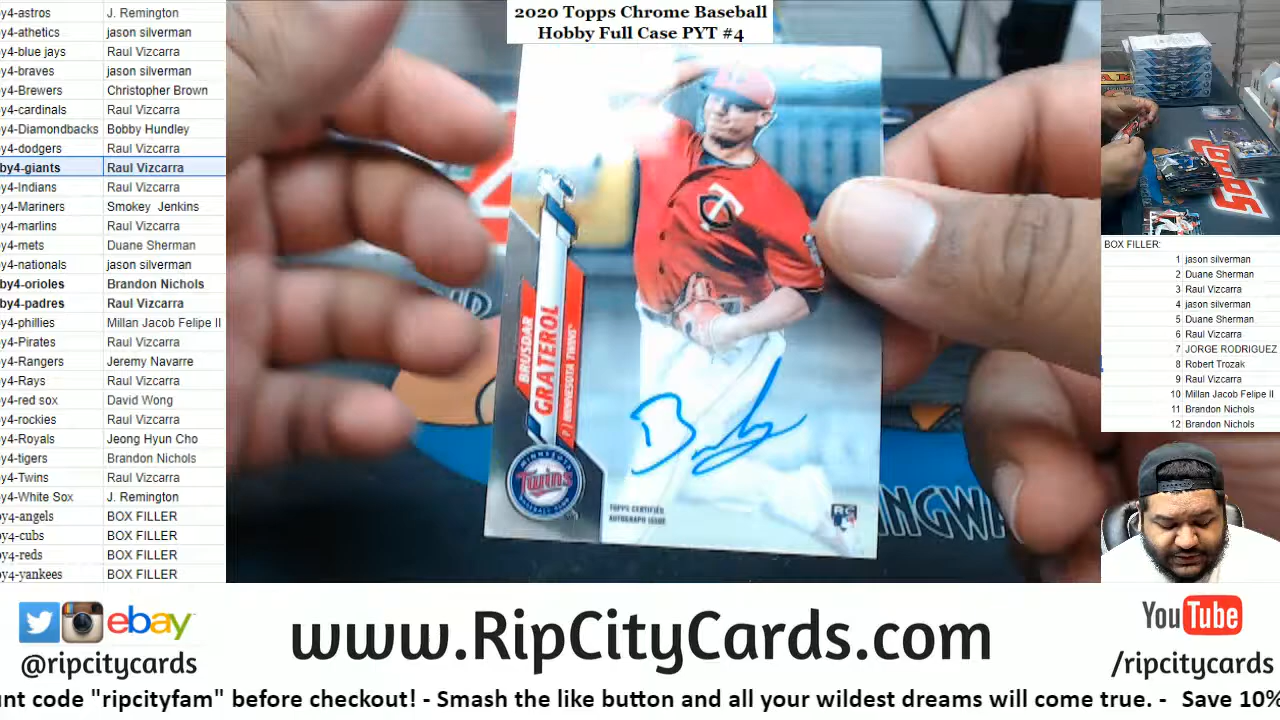 2020 Topps Chrome Baseball
Hobby Full Case PYT #4
y4-astros J. Remington
y4-athetics jason silverman
y4-blue jays Raul Vizcarra
y4-braves jason silverman
y4-Brewers Christopher Brown
y4-cardinals Raul Vizcarra
y4-Diamondbacks Bobby Hundley
y4-dodgers Raul Vizcarra
by4-giants Raul Vizcarra
y4-Indians Raul Vizcarra
y4-Mariners Smokey Jenkins
y4-marlins Raul Vizcarra
y4-mets Duane Sherman
y4-nationals jason silverman
by4-orioles Brandon Nichols
by4-padres Raul Vizcarra
y4-phillies Millan Jacob Felipe II
y4-Pirates Raul Vizcarra
y4-Rangers Jeremy Navarre
y4-Rays Raul Vizcarra
y4-red sox David Wong
y4-rockies Raul Vizcarra
y4-Royals Jeong Hyun Cho
y4-tigers Brandon Nichols
y4-Twins Raul Vizcarra
y4-White Sox J. Remington
y4-angels BOX FILLER
y4-cubs BOX FILLER
y4-reds BOX FILLER
y4-yankees BOX FILLER
BRUSDAR
GRATEROL
P MINNESOTA TWINS
MINNESOTA
Twins
BASEBALL CLUB
TOPPS CERTIFIED
AUTOGRAPH ISSUE
RC
TOPPS
BOX FILLER:
1 jason silverman
2 Duane Sherman
3 Raul Vizcarra
4 jason silverman
5 Duane Sherman
6 Raul Vizcarra
7 JORGE RODRIGUEZ
8 Robert Trozak
9 Raul Vizcarra
10 Millan Jacob Felipe II
11 Brandon Nichols
12 Brandon Nichols
ebay
@ripcitycards
www.RipCityCards.com
YouTube
/ripcitycards
unt code "ripcityfam" before checkout! - Smash the like button and all your wildest dreams will come true. - Save 10%